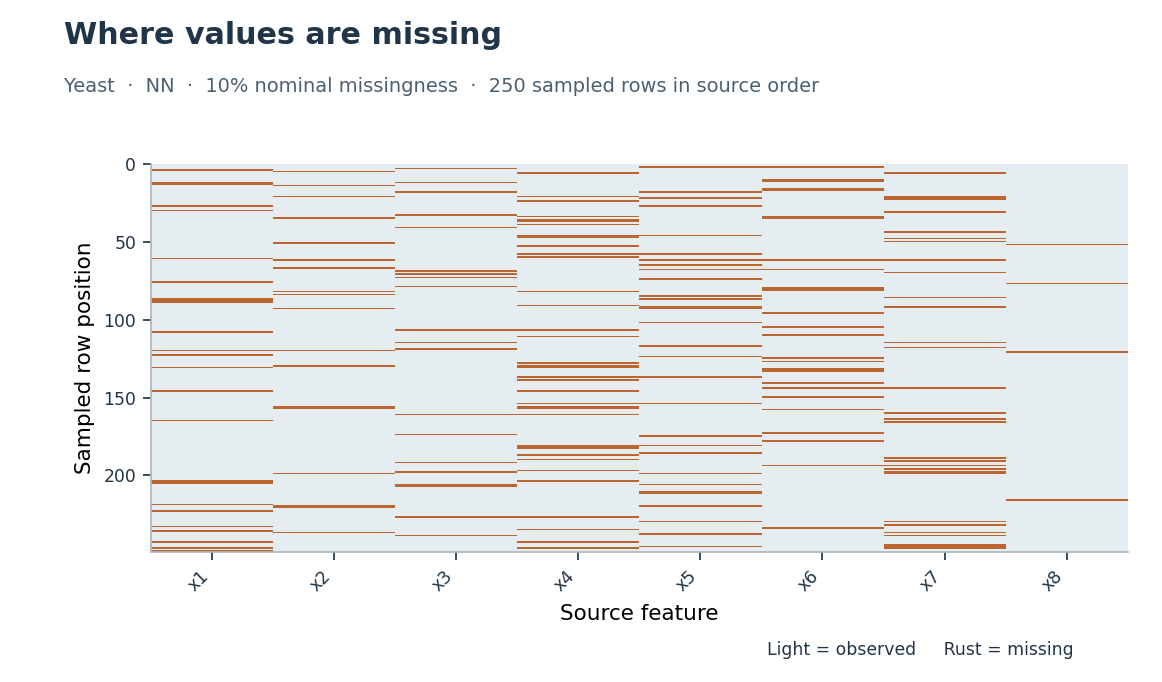 Where values are missing
Yeast · NN · 10% nominal missingness · 250 sampled rows in source order
0
50
100
150
200
Sampled row position
x1 x2 x3 x4 x5 x6 x7 x8
Source feature
Light = observed Rust = missing